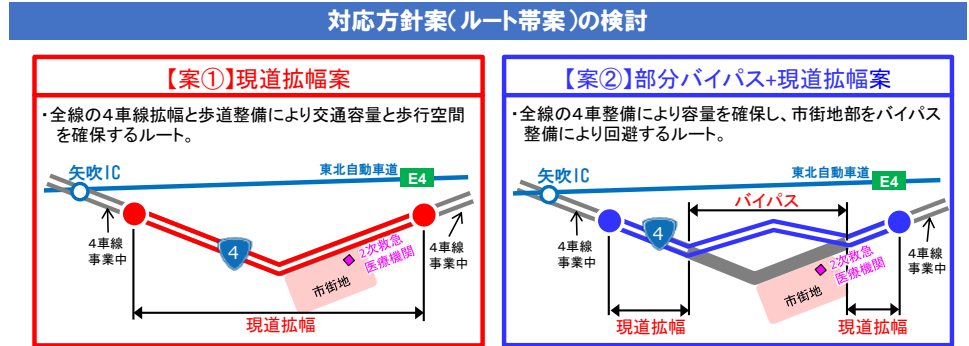 対応方針案(ルート帯案)の検討
【案①】現道拡幅案
・全線の4車線拡幅と歩道整備により交通容量と歩行空間
を確保するルート。
矢吹IC
東北自動車道
E4
4車線
事業中
4
2次救急
医療機関
市街地
4車線
事業中
現道拡幅
【案②】部分バイパス+現道拡幅案
・全線の4車整備により容量を確保し、市街地部をバイパス
整備により回避するルート。
矢吹IC
東北自動車道
E4
バイパス
4車線
事業中
4
2次救急
医療機関
市街地
4車線
事業中
現道拡幅
現道拡幅